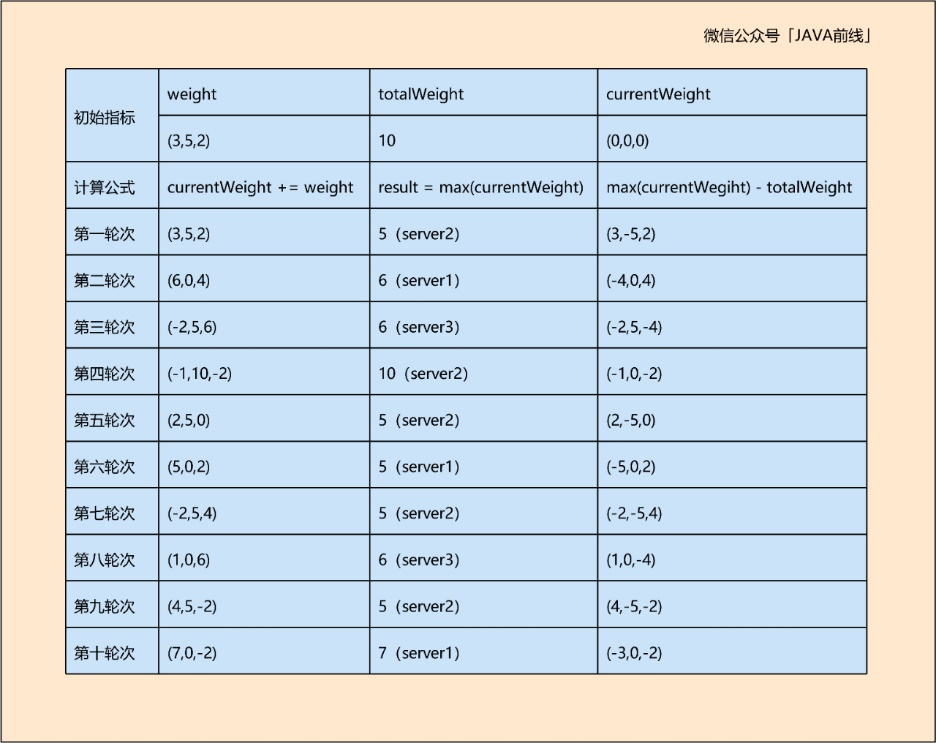 微信公众号「JAVA前线」
初始指标 weight totalWeight currentWeight
(3,5,2) 10 (0,0,0)
计算公式 currentWeight += weight result = max(currentWeight) max(currentWegiht) - totalWeight
第一轮次 (3,5,2) 5（server2） (3,-5,2)
第二轮次 (6,0,4) 6（server1） (-4,0,4)
第三轮次 (-2,5,6) 6（server3） (-2,5,-4)
第四轮次 (-1,10,-2) 10（server2） (-1,0,-2)
第五轮次 (2,5,0) 5（server2） (2,-5,0)
第六轮次 (5,0,2) 5（server1） (-5,0,2)
第七轮次 (-2,5,4) 5（server2） (-2,-5,4)
第八轮次 (1,0,6) 6（server3） (1,0,-4)
第九轮次 (4,5,-2) 5（server2） (4,-5,-2)
第十轮次 (7,0,-2) 7（server1） (-3,0,-2)